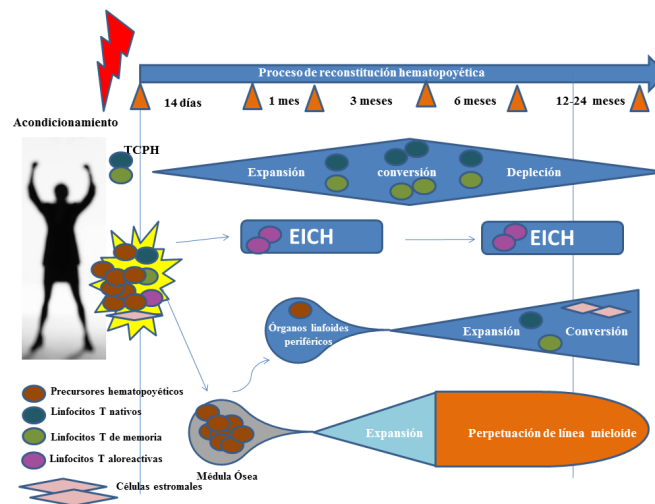 Proceso de reconstitución hematopoyética
14 días
1 mes
3 meses
6 meses
12-24 meses
Acondicionamiento
TCPH
Expansión
conversión
Depleción
EICH
EICH
Órganos linfoides
periféricos
Expansión
Conversión
Precursores hematopoyéticos
Linfocitos T nativos
Linfocitos T de memoria
Linfocitos T aloreactivas
Células estromales
Médula Ósea
Expansión
Perpetuación de línea mieloide